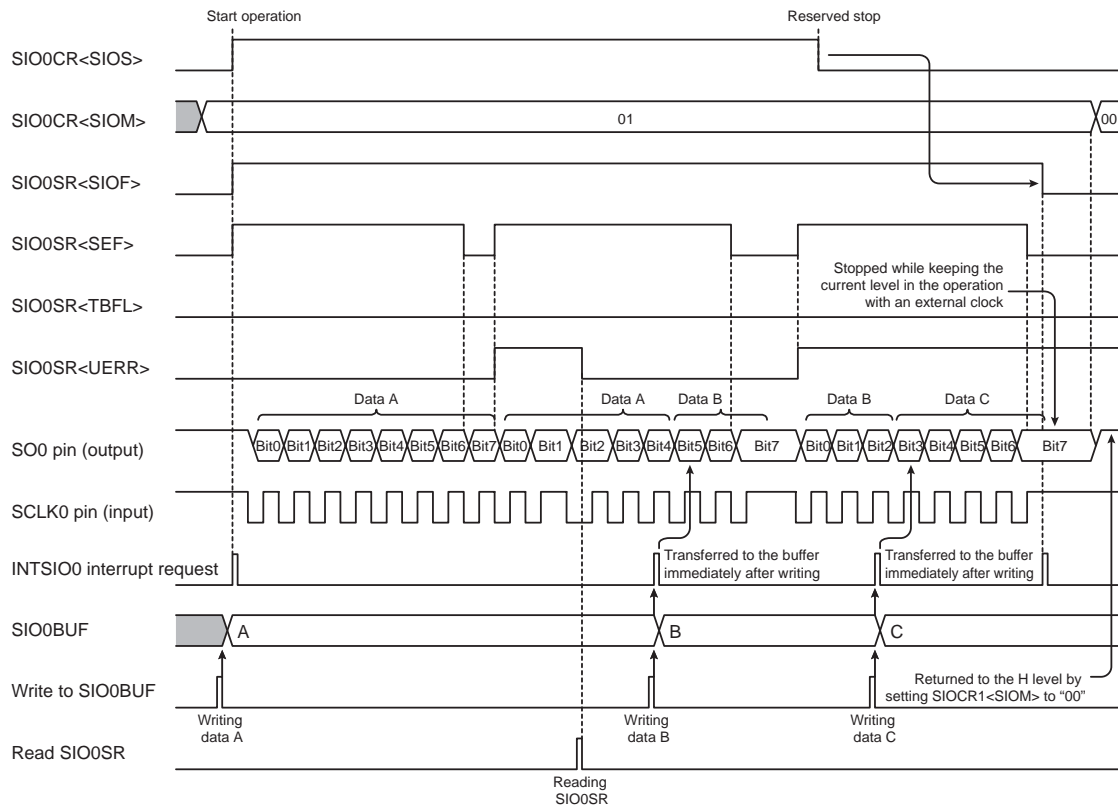 Start operation
Reserved stop
SIO0CR<SIOS>
SIO0CR<SIOM>
01
00
SIO0SR<SIOF>
SIO0SR<SEF>
Stopped while keeping the
current level in the operation
with an external clock
SIO0SR<TBFL>
SIO0SR<UERR>
Data A Data A Data B Data B Data C
SO0 pin (output)
Bit0 Bit1 Bit2 Bit3 Bit4 Bit5 Bit6 Bit7 Bit0 Bit1 Bit2 Bit3 Bit4 Bit5 Bit6 Bit7 Bit0 Bit1 Bit2 Bit3 Bit4 Bit5 Bit6 Bit7
SCLK0 pin (input)
INTSIO0 interrupt request
Transferred to the buffer
immediately after writing
Transferred to the buffer
immediately after writing
SIO0BUF
A B C
Write to SIO0BUF
Returned to the H level by
setting SIOCR1<SIOM> to “00”
Writing
data A
Writing
data B
Writing
data C
Read SIO0SR
Reading
SIO0SR